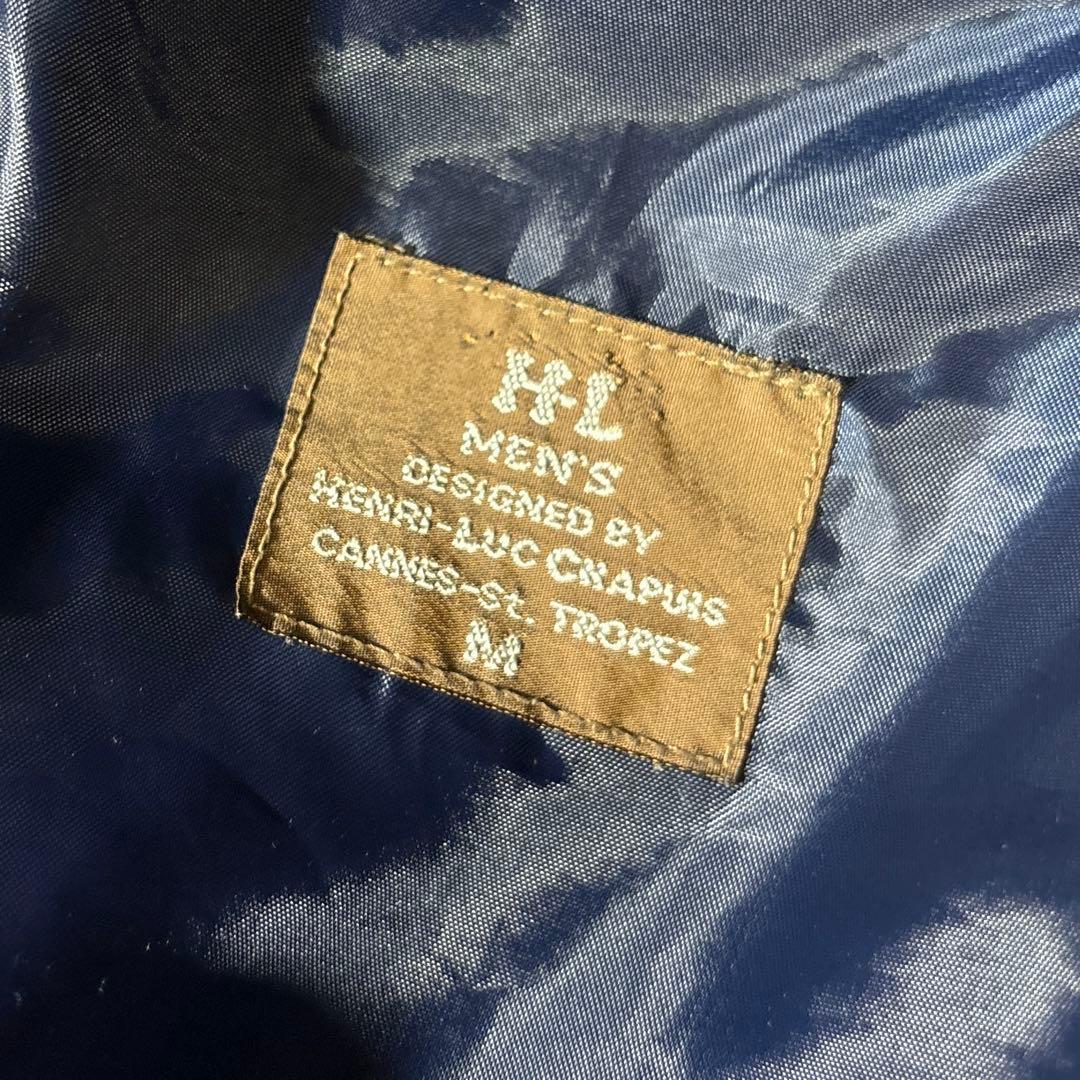 H-L
MEN'S
DESIGNED BY
HENRI-LUC CHAPUIS
CANNES-St. TROPEZ
M